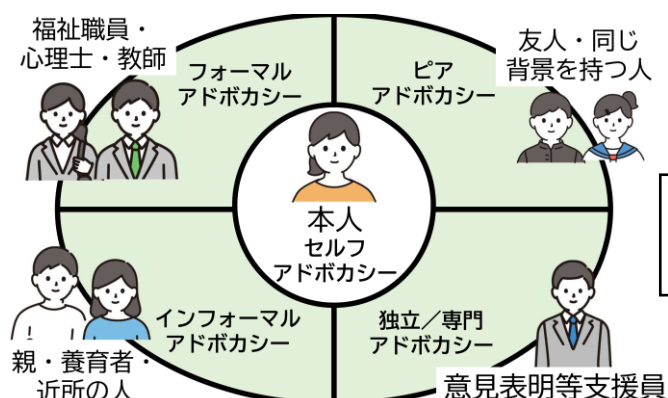 福祉職員・
心理士・教師
フォーマル
アドボカシー
ピア
アドボカシー
友人・同じ
背景を持つ人
本人
セルフ
アドボカシー
インフォーマル
アドボカシー
独立／専門
アドボカシー
親・養育者・
近所の人
意見表明等支援員